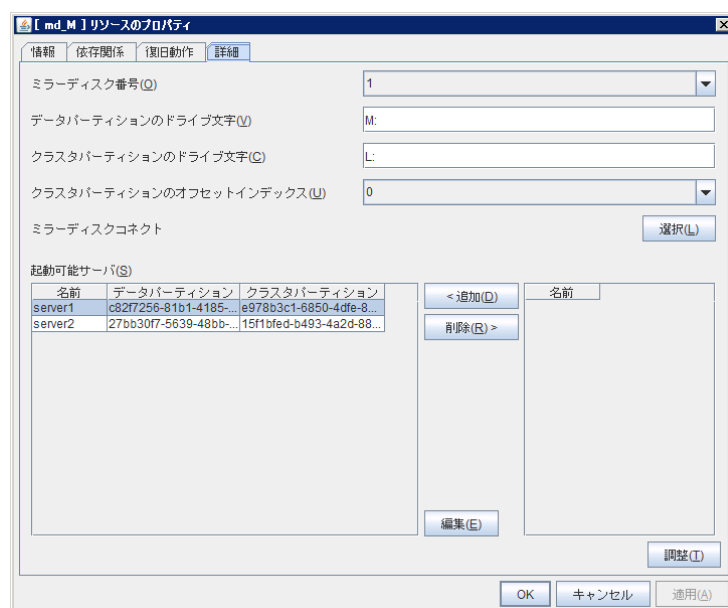 [ md_M ] リソースのプロパティ
情報 依存関係 復旧動作 詳細
ミラーディスク番号(O) 1
データパーティションのドライブ文字(V) M:
クラスタパーティションのドライブ文字(C) L:
クラスタパーティションのオフセットインデックス(U) 0
ミラーディスクコネクト 選択(L)
起動可能サーバ(S)
名前 データパーティション クラスタパーティション
server1 c82f7256-81b1-4185-... e978b3c1-6850-4dfe-8...
server2 27bb30f7-5639-48bb-... 15f1bfed-b493-4a2d-88...
< 追加(D)
削除(R) >
編集(E)
名前
調整(T)
OK キャンセル 適用(A)